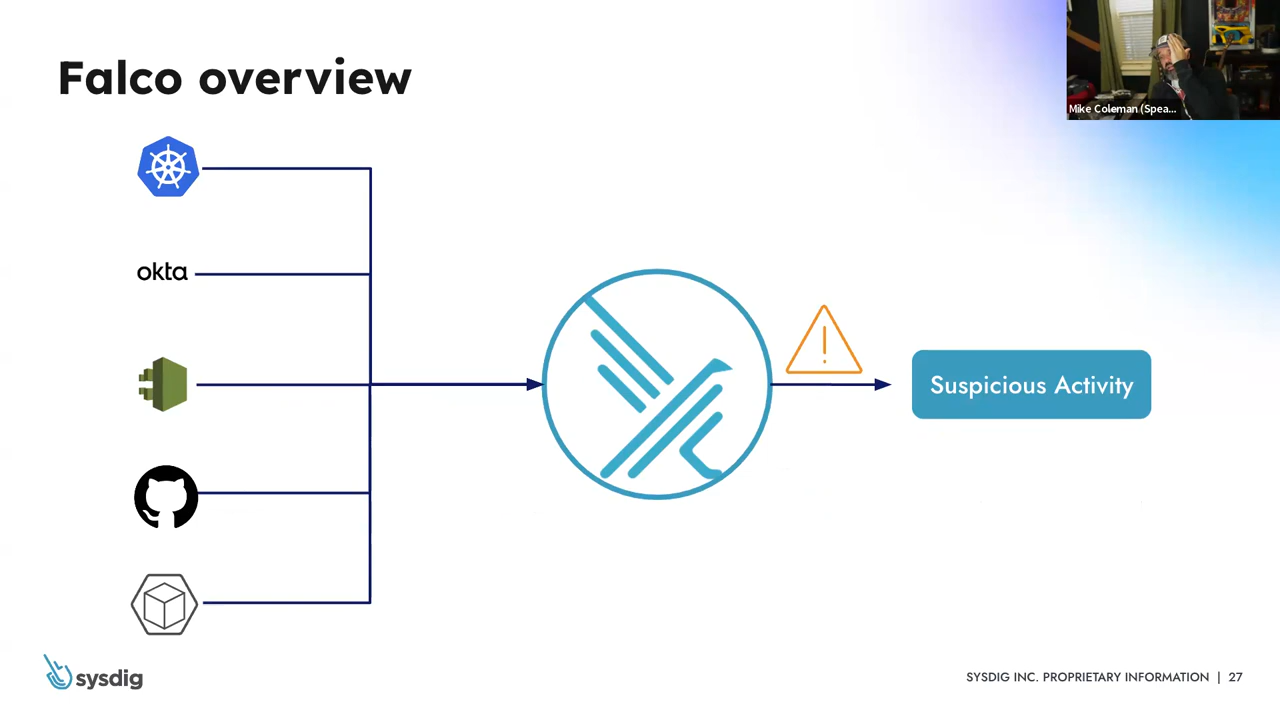 Falco overview
Mike Coleman (Spea...
okta
Suspicious Activity
sysdig
SYSDIG INC. PROPRIETARY INFORMATION | 27